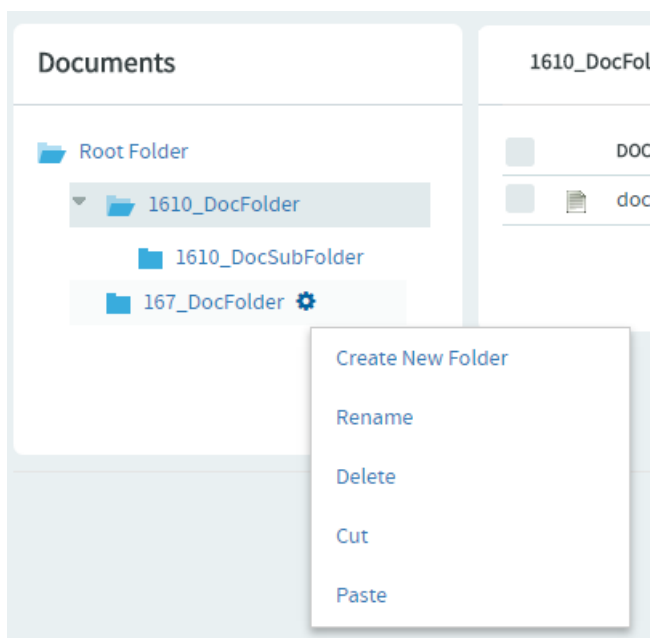 Documents
Root Folder
1610_DocFolder
1610_DocSubFolder
167_DocFolder
Create New Folder
Rename
Delete
Cut
Paste
1610_DocFol
DOC
doc